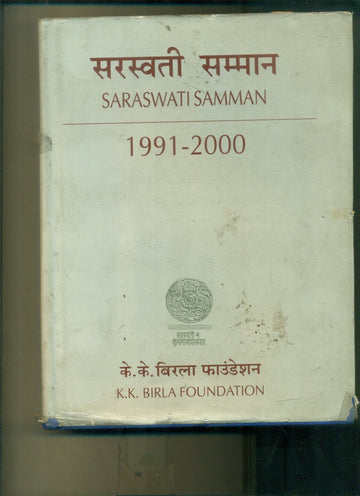 सरस्वती सम्मान
SARASWATI SAMMAN
1991-2000
के. के. बिरला फाउंडेशन
K.K. BIRLA FOUNDATION